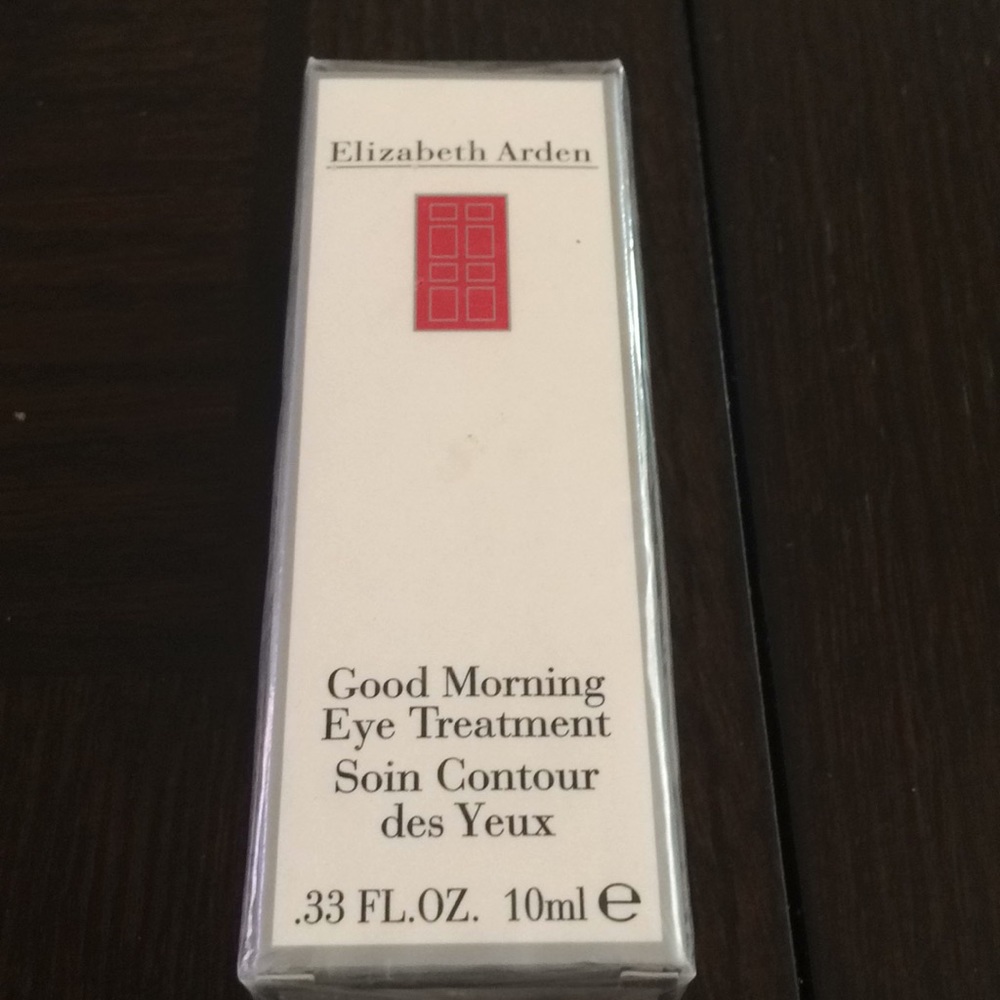 Elizabeth Arden
Good Morning
Eye Treatment
Soin Contour
des Yeux
.33 FL.OZ. 10ml ℮